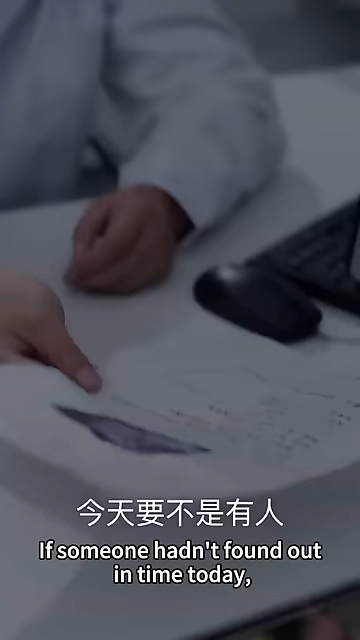 今天要不是有人
If someone hadn't found out
in time today,